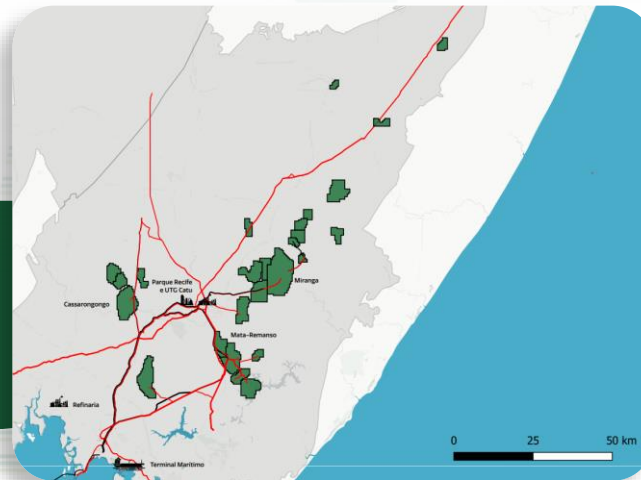 Parque Recife
e UTG Catu
Miranga
Cassarongongo
Mata-Remanso
Refinaria
Terminal Marítimo
0 25 50 km